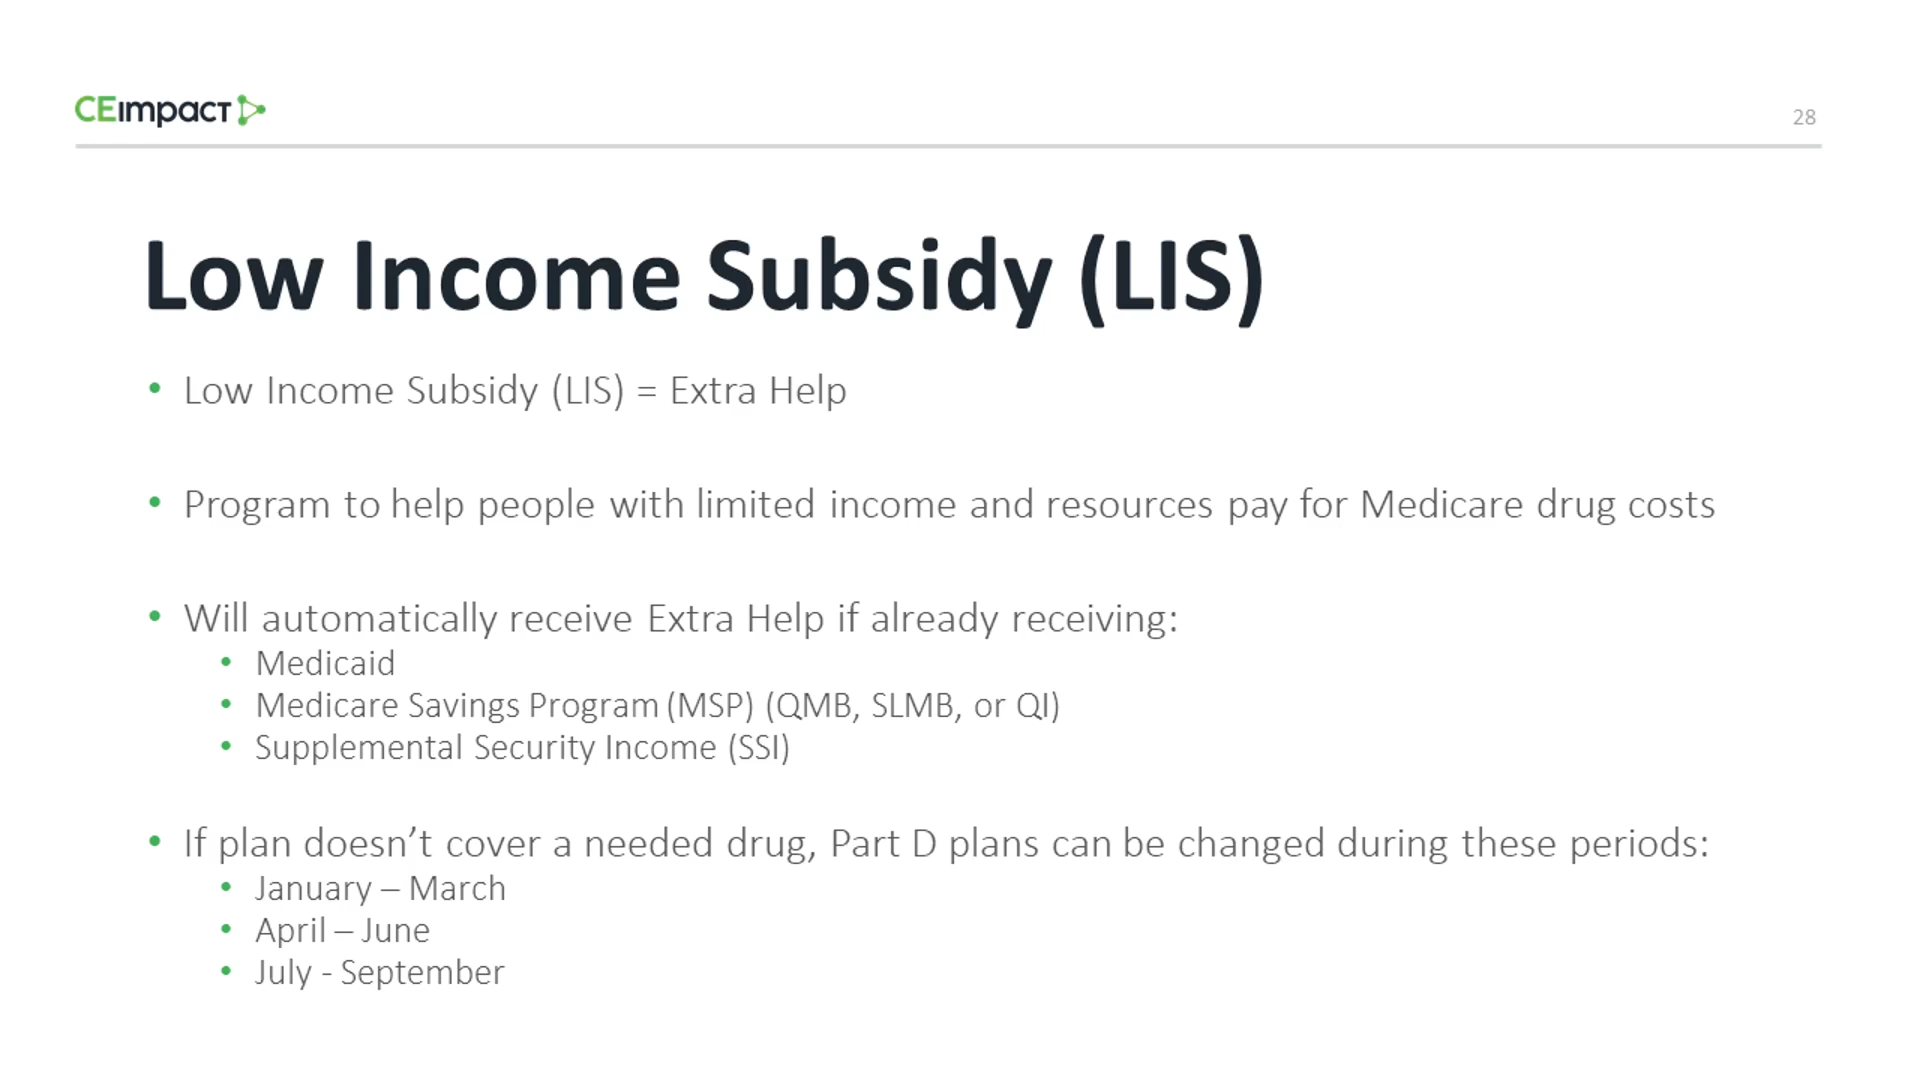 CEimpact
28
Low Income Subsidy (LIS)
• Low Income Subsidy (LIS) = Extra Help
• Program to help people with limited income and resources pay for Medicare drug costs
• Will automatically receive Extra Help if already receiving:
• Medicaid
• Medicare Savings Program (MSP) (QMB, SLMB, or QI)
• Supplemental Security Income (SSI)
• If plan doesn’t cover a needed drug, Part D plans can be changed during these periods:
• January – March
• April – June
• July - September